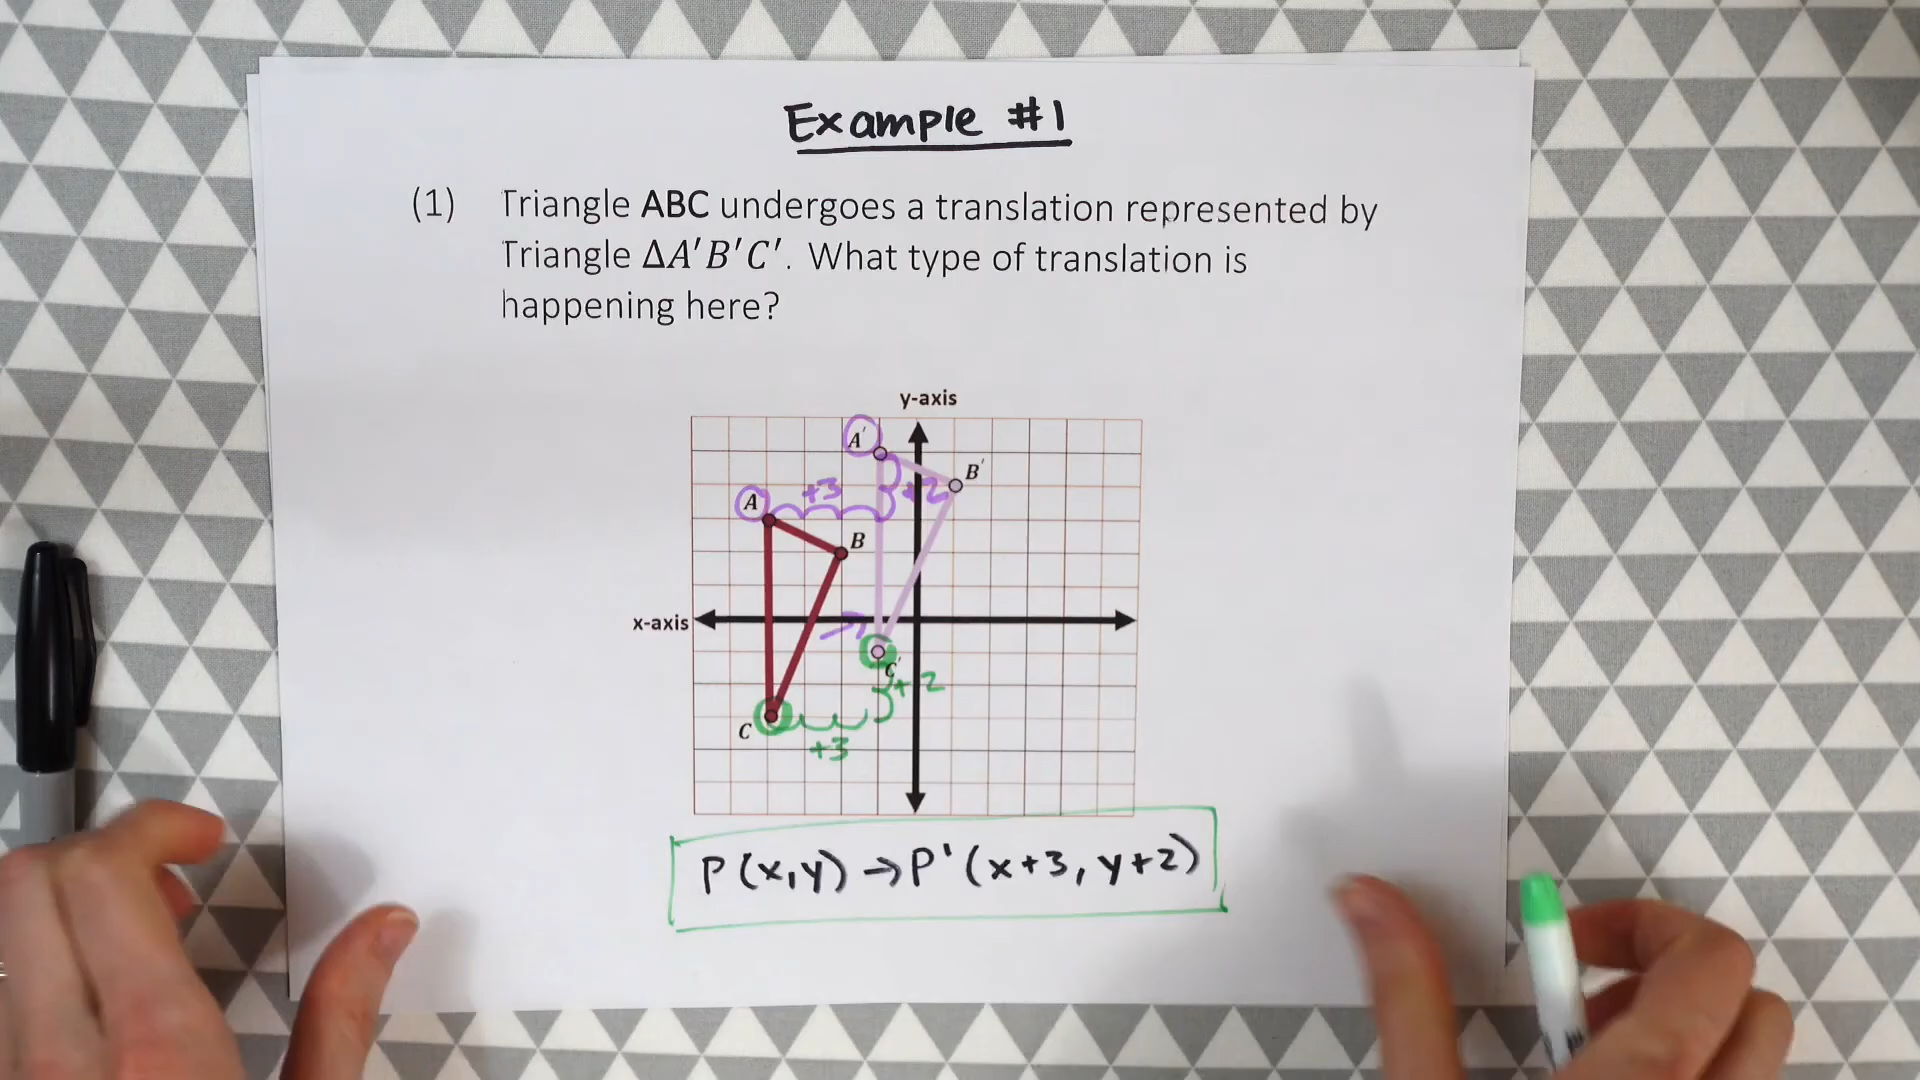 Example #1
(1) Triangle ABC undergoes a translation represented by
Triangle ΔA′B′C′. What type of translation is
happening here?
y-axis
A′
B′
A
+3
+2
B
x-axis
C′
+2
C
+3
P(x,y)→P'(x+3, y+2)